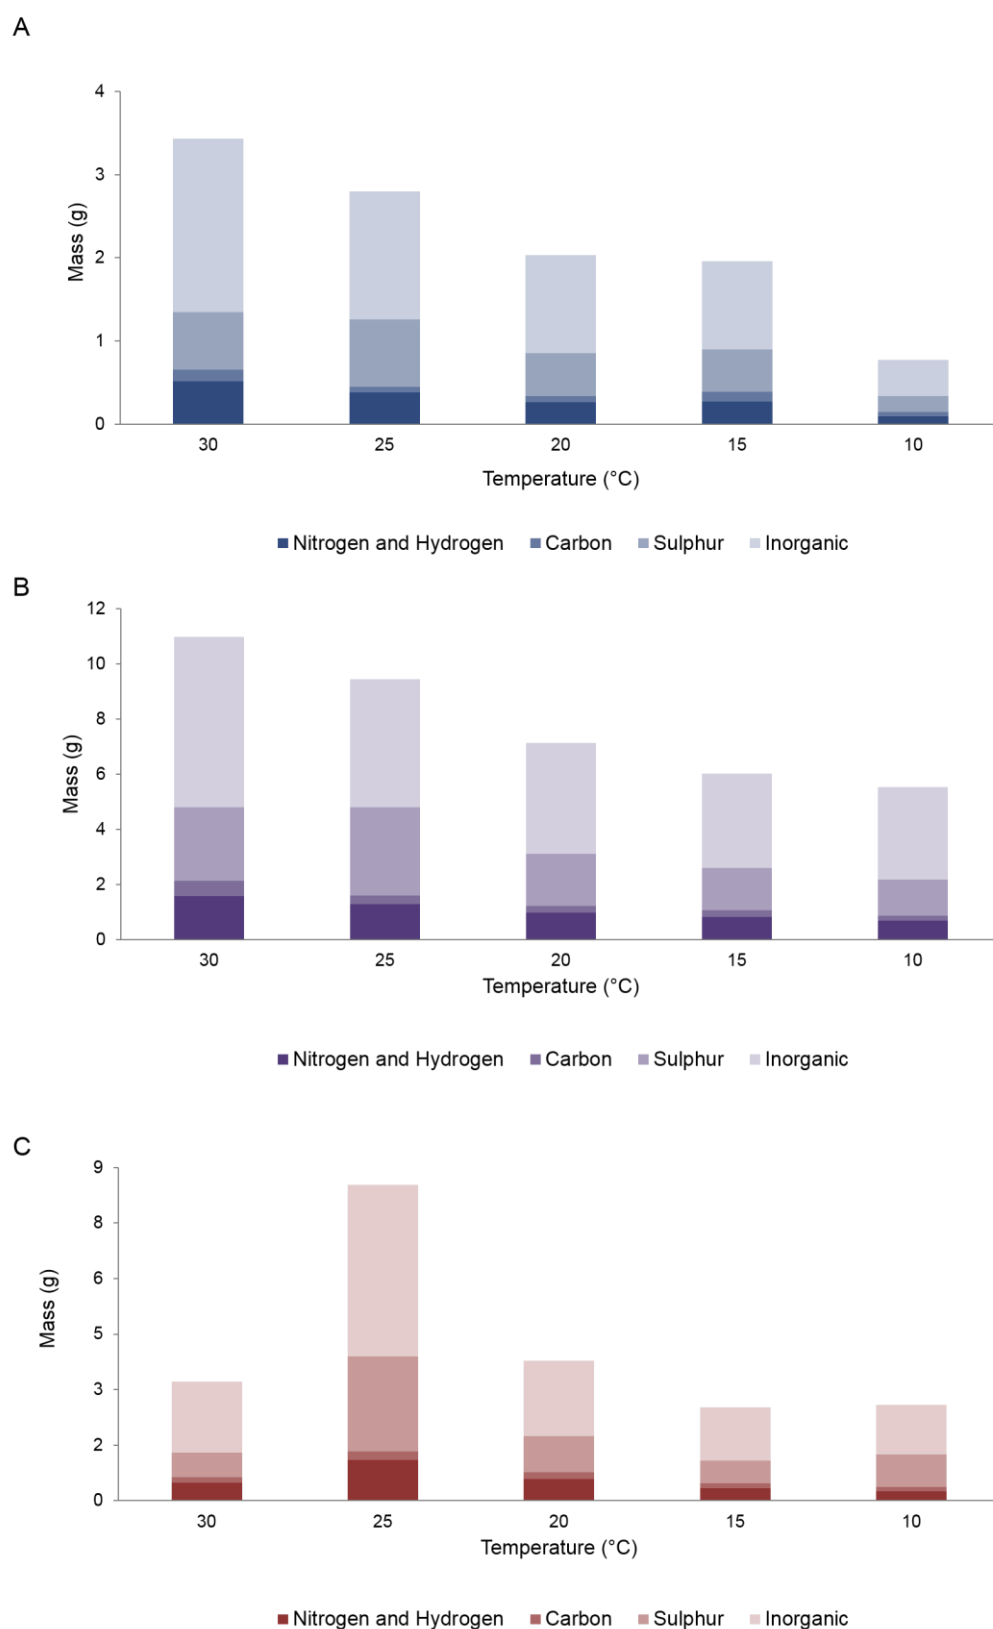 A
4
3
2
1
0
Mass (g)
30 25 20 15 10
Temperature (°C)
Nitrogen and Hydrogen Carbon Sulphur Inorganic
B
12
10
8
6
4
2
0
Mass (g)
30 25 20 15 10
Temperature (°C)
Nitrogen and Hydrogen Carbon Sulphur Inorganic
C
9
8
6
5
3
2
0
Mass (g)
30 25 20 15 10
Temperature (°C)
Nitrogen and Hydrogen Carbon Sulphur Inorganic